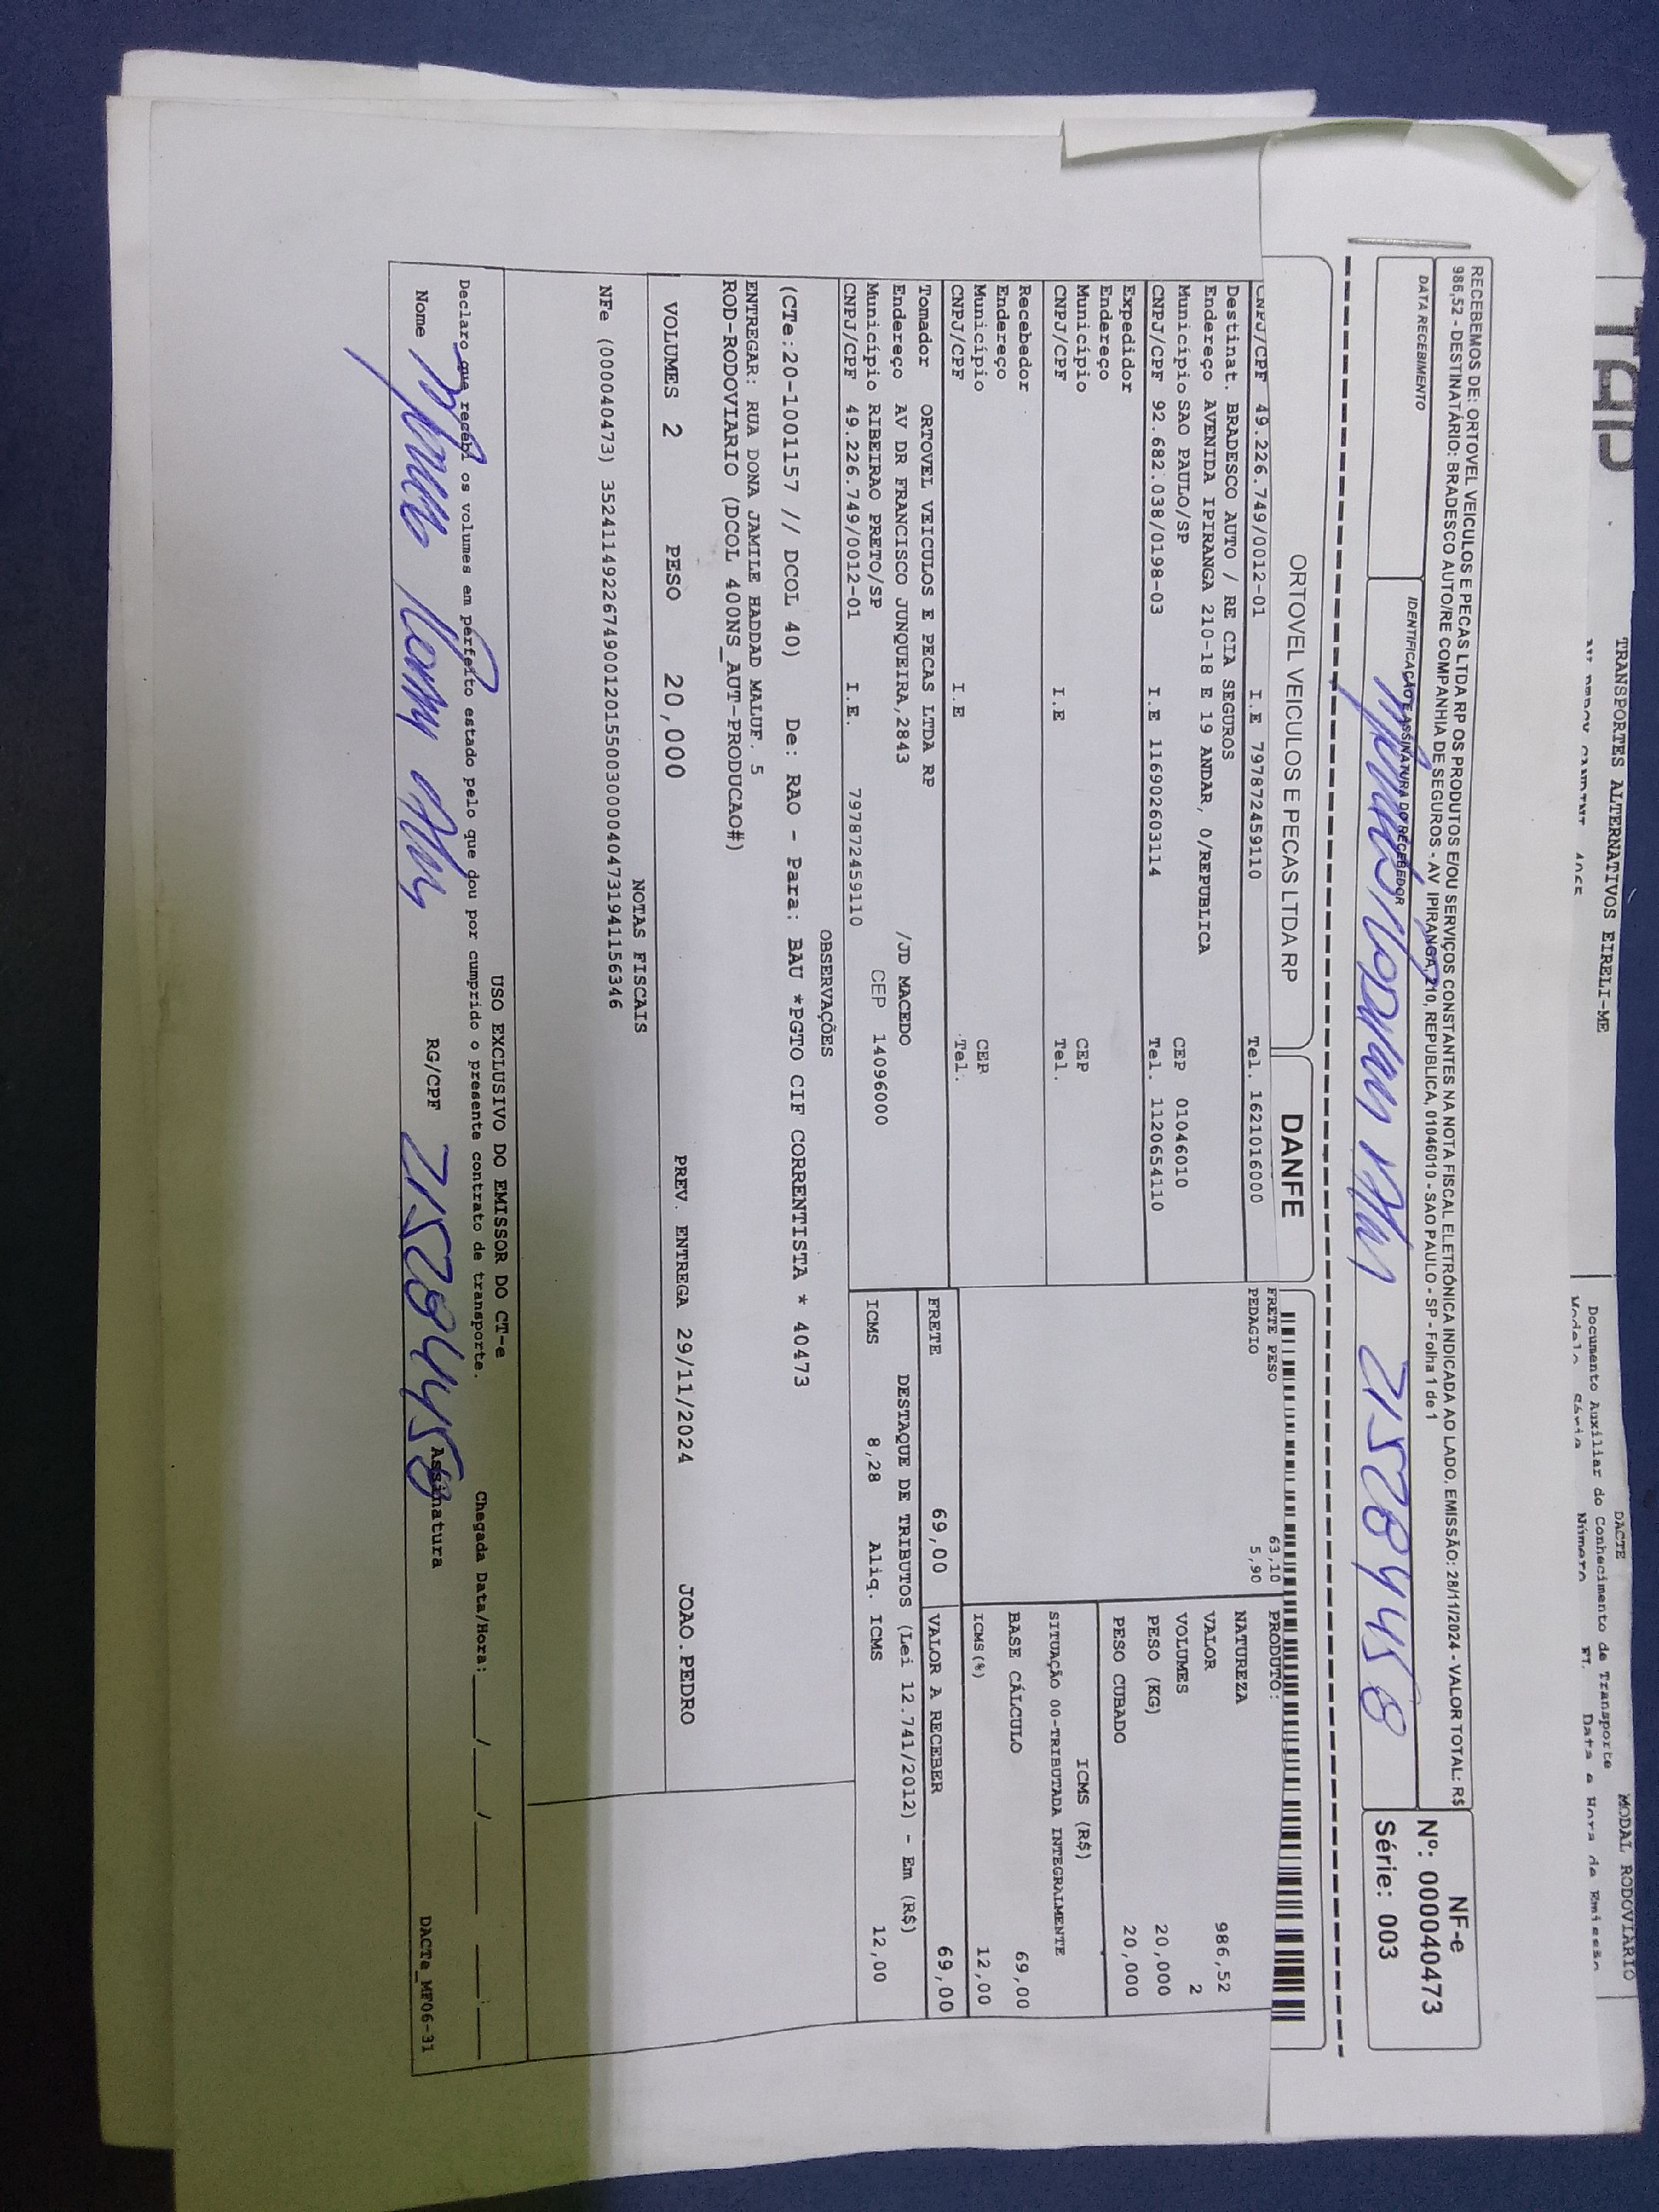 TRANSPORTES ALTERNATIVOS EIRELI-ME
DACTE
MODAL RODOVIÁRIO
Documento Auxiliar do Conhecimento de Transporte
RECEBEMOS DE: ORTOVEL VEICULOS E PECAS LTDA RP OS PRODUTOS E/OU SERVIÇOS CONSTANTES NA NOTA FISCAL ELETRÔNICA INDICADA AO LADO. EMISSÃO: 28/11/2024 - VALOR TOTAL: R$
986,52 - DESTINATÁRIO: BRADESCO AUTO/RE COMPANHIA DE SEGUROS - AV IPIRANGA, 210, REPUBLICA, 01046010 - SAO PAULO - SP - Folha 1 de 1
DATA RECEBIMENTO
IDENTIFICAÇÃO E ASSINATURA DO RECEBEDOR
NF-e
Nº: 000040473
Série: 003
ORTOVEL VEICULOS E PECAS LTDA RP
DANFE
CNPJ/CPF 49.226.749/0012-01 I.E 797872459110 Tel. 1621016000
Destinat. BRADESCO AUTO / RE CIA SEGUROS
Endereço AVENIDA IPIRANGA 210-18 E 19 ANDAR, 0/REPUBLICA
Município SAO PAULO/SP CEP 01046010
CNPJ/CPF 92.682.038/0198-03 I.E 116902603114 Tel. 1120654110
Expedidor
Endereço
Município CEP
CNPJ/CPF I.E Tel.
Recebedor
Endereço
Município CEP
CNPJ/CPF I.E Tel.
Tomador ORTOVEL VEICULOS E PECAS LTDA RP
Endereço AV DR FRANCISCO JUNQUEIRA,2843 /JD MACEDO
Município RIBEIRAO PRETO/SP CEP 14096000
CNPJ/CPF 49.226.749/0012-01 I.E. 797872459110
FRETE PESO 63,10
PEDAGIO 5,90
PRODUTO:
NATUREZA
VALOR 986,52
VOLUMES 2
PESO (KG) 20,000
PESO CUBADO 20,000
ICMS (R$)
SITUAÇÃO 00-TRIBUTADA INTEGRALMENTE
BASE CÁLCULO 69,00
ICMS(%) 12,00
FRETE 69,00 VALOR A RECEBER 69,00
DESTAQUE DE TRIBUTOS (Lei 12.741/2012) - Em (R$)
ICMS 8,28 Aliq. ICMS 12,00
OBSERVAÇÕES
(CTe:20-1001157 // DCOL 40) De: RAO - Para: BAU *PGTO CIF CORRENTISTA * 40473
ENTREGAR: RUA DONA JAMILE HADDAD MALUF. 5
ROD-RODOVIARIO (DCOL 400NS_AUT-PRODUCAO#)
VOLUMES 2 PESO 20,000 PREV. ENTREGA 29/11/2024 JOAO.PEDRO
NOTAS FISCAIS
NFe (000040473) 35241149226749001201550030000404731941156346
USO EXCLUSIVO DO EMISSOR DO CT-e
Declaro que recebi os volumes em perfeito estado pelo que dou por cumprido o presente contrato de transporte. Chegada Data/Hora: ____/____/______ ____:____
Nome RG/CPF Assinatura DACTe_MF06-31